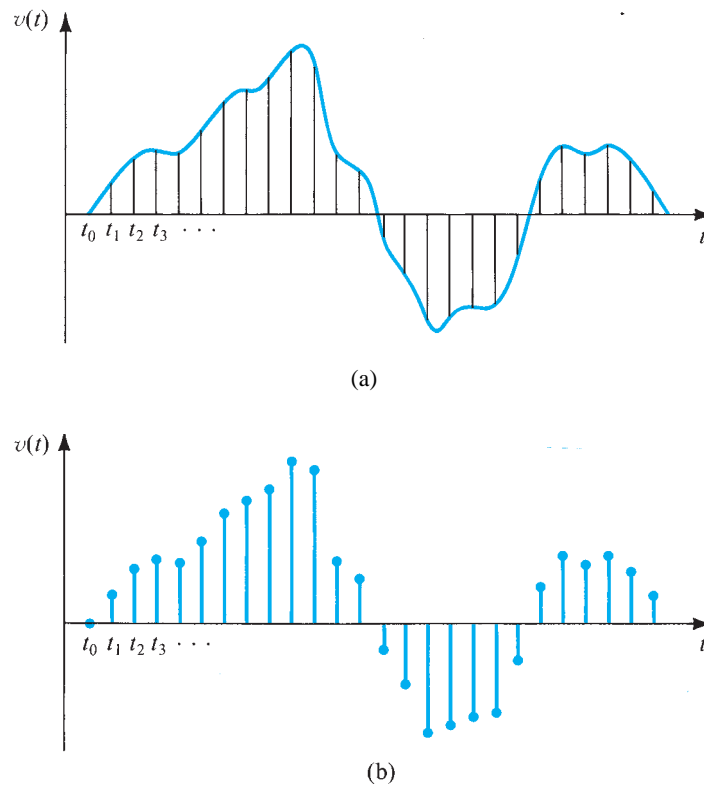 v(t)
t₀ t₁ t₂ t₃ · · ·
t
(a)
v(t)
t₀ t₁ t₂ t₃ · · ·
t
(b)